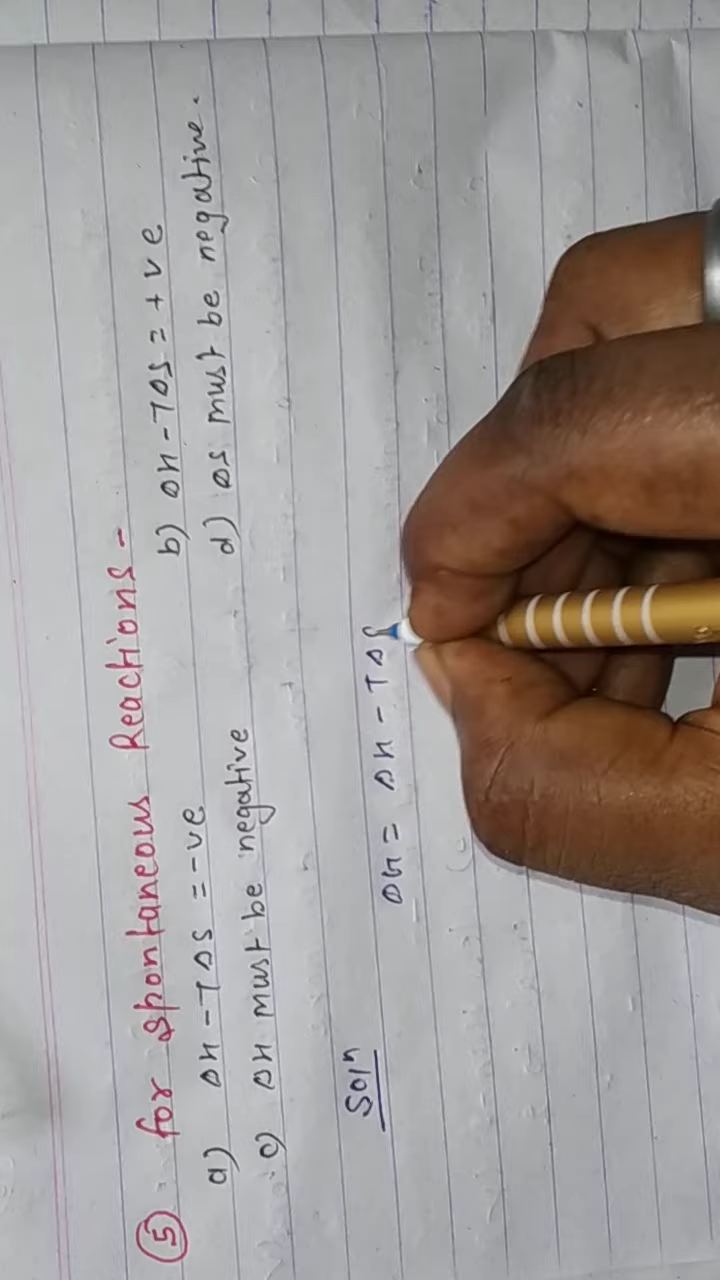 ⑤. for spontaneous Reactions -
a) ΔH - TΔS = -ve b) ΔH - TΔS = +ve
c) ΔH must be negative d) ΔS must be negative.
Soln
ΔG = ΔH - TΔS